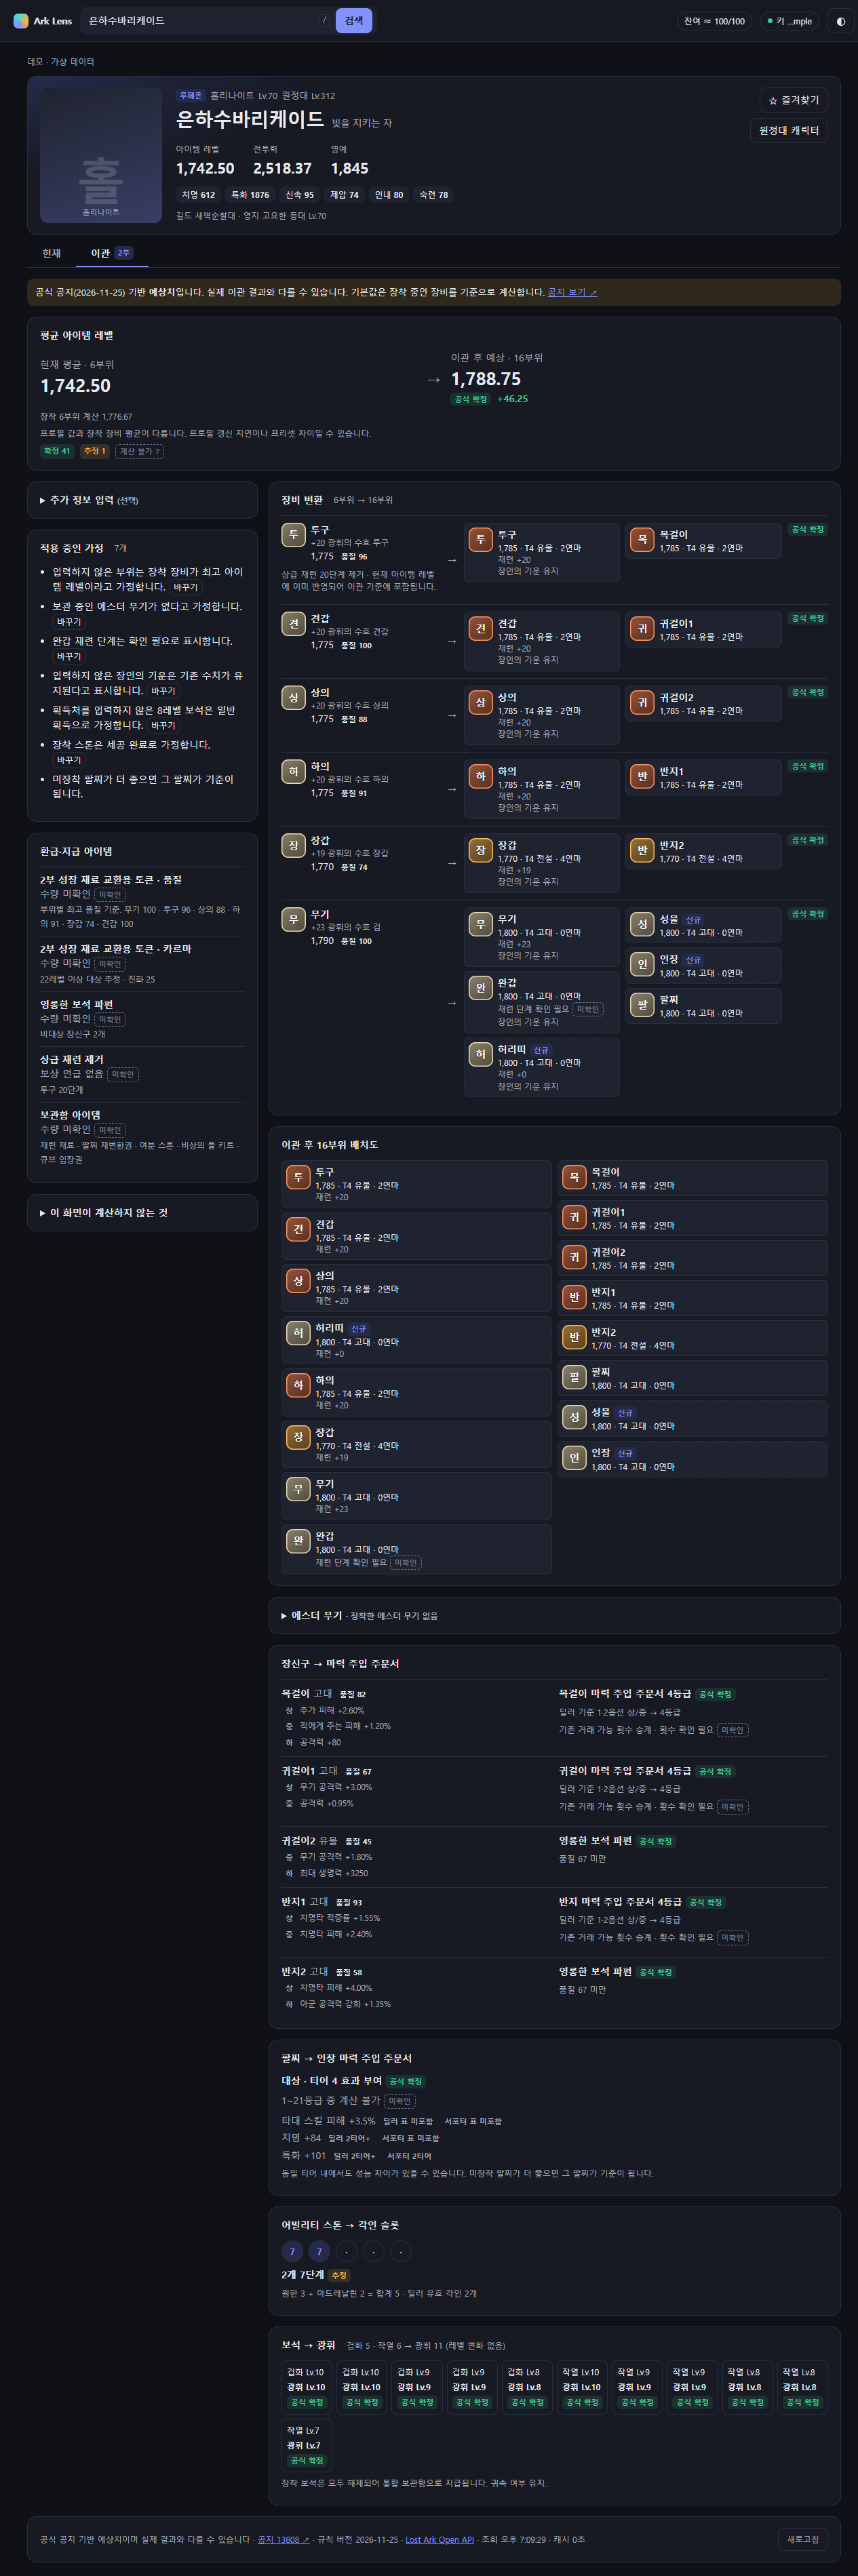 Ark Lens
은하수바리케이드
/
검색
잔여 ≈ 100/100
키 …mple
데모 · 가상 데이터
홀
홀리나이트
루페온 홀리나이트 Lv.70 원정대 Lv.312
은하수바리케이드 빛을 지키는 자
아이템 레벨 전투력 명예
1,742.50 2,518.37 1,845
치명 612 특화 1876 신속 95 제압 74 인내 80 숙련 78
길드 새벽순찰대 · 영지 고요한 등대 Lv.70
☆ 즐겨찾기
원정대 캐릭터
현재 이관 2부
공식 공지(2026-11-25) 기반 예상치입니다. 실제 이관 결과와 다를 수 있습니다. 기본값은 장착 중인 장비를 기준으로 계산합니다. 공지 보기 ↗
평균 아이템 레벨
현재 평균 · 6부위
1,742.50
→
이관 후 예상 · 16부위
1,788.75
공식 확정 +46.25
장착 6부위 계산 1,776.67
프로필 값과 장착 장비 평균이 다릅니다. 프로필 갱신 지연이나 프리셋 차이일 수 있습니다.
확정 41 추정 1 계산 불가 7
▶ 추가 정보 입력 (선택)
적용 중인 가정 7개
• 입력하지 않은 부위는 장착 장비가 최고 아이
템 레벨이라고 가정합니다. 바꾸기
• 보관 중인 에스더 무기가 없다고 가정합니다.
바꾸기
• 완갑 재련 단계는 확인 필요로 표시합니다.
바꾸기
• 입력하지 않은 장인의 기운은 기존 수치가 유
지된다고 표시합니다. 바꾸기
• 획득처를 입력하지 않은 8레벨 보석은 일반
획득으로 가정합니다. 바꾸기
• 장착 스톤은 세공 완료로 가정합니다.
바꾸기
• 미장착 팔찌가 더 좋으면 그 팔찌가 기준이
됩니다.
환급·지급 아이템
2부 성장 재료 교환용 토큰 · 품질
수량 미확인 미확인
부위별 최고 품질 기준. 무기 100 · 투구 96 · 상의 88 · 하
의 91 · 장갑 74 · 견갑 100
2부 성장 재료 교환용 토큰 · 카르마
수량 미확인 미확인
22레벨 이상 대상 추정 · 진화 25
영롱한 보석 파편
수량 미확인 미확인
비대상 장신구 2개
상급 재련 제거
보상 언급 없음 미확인
투구 20단계
보관함 아이템
수량 미확인 미확인
재련 재료 · 팔찌 재변환권 · 여분 스톤 · 비상의 돌 키트 ·
큐브 입장권
▶ 이 화면이 계산하지 않는 것
장비 변환 6부위 → 16부위
투 투구
+20 광휘의 수호 투구
1,775 품질 96
상급 재련 20단계 제거 · 현재 아이템 레벨
에 이미 반영되어 이관 기준에 포함됩니다.
→
투 투구
1,785 · T4 유물 · 2연마
재련 +20
장인의 기운 유지
목 목걸이
1,785 · T4 유물 · 2연마
공식 확정
견 견갑
+20 광휘의 수호 견갑
1,775 품질 100
→
견 견갑
1,785 · T4 유물 · 2연마
재련 +20
장인의 기운 유지
귀 귀걸이1
1,785 · T4 유물 · 2연마
공식 확정
상 상의
+20 광휘의 수호 상의
1,775 품질 88
→
상 상의
1,785 · T4 유물 · 2연마
재련 +20
장인의 기운 유지
귀 귀걸이2
1,785 · T4 유물 · 2연마
공식 확정
하 하의
+20 광휘의 수호 하의
1,775 품질 91
→
하 하의
1,785 · T4 유물 · 2연마
재련 +20
장인의 기운 유지
반 반지1
1,785 · T4 유물 · 2연마
공식 확정
장 장갑
+19 광휘의 수호 장갑
1,770 품질 74
→
장 장갑
1,770 · T4 전설 · 4연마
재련 +19
장인의 기운 유지
반 반지2
1,770 · T4 전설 · 4연마
공식 확정
무 무기
+23 광휘의 수호 검
1,790 품질 100
→
무 무기
1,800 · T4 고대 · 0연마
재련 +23
장인의 기운 유지
완 완갑
1,800 · T4 고대 · 0연마
재련 단계 확인 필요 미확인
장인의 기운 유지
허 허리띠 신규
1,800 · T4 고대 · 0연마
재련 +0
장인의 기운 유지
성 성물 신규
1,800 · T4 고대 · 0연마
인 인장 신규
1,800 · T4 고대 · 0연마
팔 팔찌
1,800 · T4 고대 · 0연마
공식 확정
이관 후 16부위 배치도
투 투구
1,785 · T4 유물 · 2연마
재련 +20
견 견갑
1,785 · T4 유물 · 2연마
재련 +20
상 상의
1,785 · T4 유물 · 2연마
재련 +20
허 허리띠 신규
1,800 · T4 고대 · 0연마
재련 +0
하 하의
1,785 · T4 유물 · 2연마
재련 +20
장 장갑
1,770 · T4 전설 · 4연마
재련 +19
무 무기
1,800 · T4 고대 · 0연마
재련 +23
완 완갑
1,800 · T4 고대 · 0연마
재련 단계 확인 필요 미확인
목 목걸이
1,785 · T4 유물 · 2연마
귀 귀걸이1
1,785 · T4 유물 · 2연마
귀 귀걸이2
1,785 · T4 유물 · 2연마
반 반지1
1,785 · T4 유물 · 2연마
반 반지2
1,770 · T4 전설 · 4연마
팔 팔찌
1,800 · T4 고대 · 0연마
성 성물 신규
1,800 · T4 고대 · 0연마
인 인장 신규
1,800 · T4 고대 · 0연마
▶ 에스더 무기 · 장착한 에스더 무기 없음
장신구 → 마력 주입 주문서
목걸이 고대 품질 82
상 추가 피해 +2.60%
중 적에게 주는 피해 +1.20%
하 공격력 +80
목걸이 마력 주입 주문서 4등급 공식 확정
딜러 기준 1·2옵션 상/중 → 4등급
기존 거래 가능 횟수 승계 · 횟수 확인 필요 미확인
귀걸이1 고대 품질 67
상 무기 공격력 +3.00%
중 공격력 +0.95%
귀걸이 마력 주입 주문서 4등급 공식 확정
딜러 기준 1·2옵션 상/중 → 4등급
기존 거래 가능 횟수 승계 · 횟수 확인 필요 미확인
귀걸이2 유물 품질 45
중 무기 공격력 +1.80%
하 최대 생명력 +3250
영롱한 보석 파편 공식 확정
품질 67 미만
반지1 고대 품질 93
상 치명타 적중률 +1.55%
중 치명타 피해 +2.40%
반지 마력 주입 주문서 4등급 공식 확정
딜러 기준 1·2옵션 상/중 → 4등급
기존 거래 가능 횟수 승계 · 횟수 확인 필요 미확인
반지2 고대 품질 58
상 치명타 피해 +4.00%
하 아군 공격력 강화 +1.35%
영롱한 보석 파편 공식 확정
품질 67 미만
팔찌 → 인장 마력 주입 주문서
대상 · 티어 4 효과 부여 공식 확정
1~21등급 중 계산 불가 미확인
타대 스킬 피해 +3.5% 딜러 표 미포함 서포터 표 미포함
치명 +84 딜러 2티어+ 서포터 표 미포함
특화 +101 딜러 2티어+ 서포터 2티어
동일 티어 내에서도 성능 차이가 있을 수 있습니다. 미장착 팔찌가 더 좋으면 그 팔찌가 기준이 됩니다.
어빌리티 스톤 → 각인 슬롯
7 7 · · ·
2개 7단계 추정
원한 3 + 아드레날린 2 = 합계 5 · 딜러 유효 각인 2개
보석 → 광휘 겁화 5 · 작열 6 → 광휘 11 (레벨 변화 없음)
겁화 Lv.10 겁화 Lv.10 겁화 Lv.9 겁화 Lv.9 겁화 Lv.8 작열 Lv.10 작열 Lv.9 작열 Lv.9 작열 Lv.8 작열 Lv.8
광휘 Lv.10 광휘 Lv.10 광휘 Lv.9 광휘 Lv.9 광휘 Lv.8 광휘 Lv.10 광휘 Lv.9 광휘 Lv.9 광휘 Lv.8 광휘 Lv.8
공식 확정 공식 확정 공식 확정 공식 확정 공식 확정 공식 확정 공식 확정 공식 확정 공식 확정 공식 확정
작열 Lv.7
광휘 Lv.7
공식 확정
장착 보석은 모두 해제되어 통합 보관함으로 지급됩니다. 귀속 여부 유지.
공식 공지 기반 예상치이며 실제 결과와 다를 수 있습니다 · 공지 13608 ↗ · 규칙 버전 2026-11-25 · Lost Ark Open API · 조회 오후 7:09:29 · 캐시 0초
새로고침